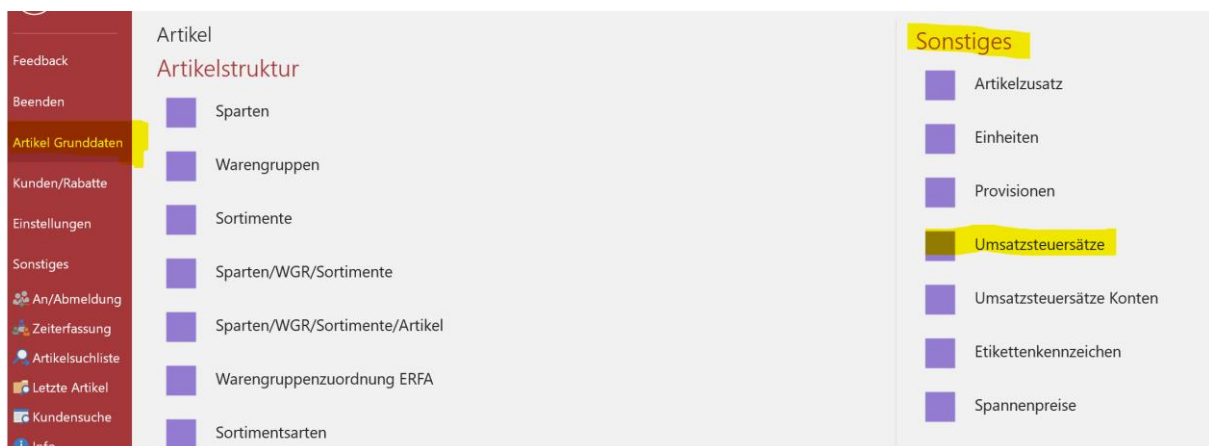 Feedback
Beenden
Artikel Grunddaten
Kunden/Rabatte
Einstellungen
Sonstiges
An/Abmeldung
Zeiterfassung
Artikelsuchliste
Letzte Artikel
Kundensuche
Info
Artikel
Artikelstruktur
Sparten
Warengruppen
Sortimente
Sparten/WGR/Sortimente
Sparten/WGR/Sortimente/Artikel
Warengruppenzuordnung ERFA
Sortimentsarten
Sonstiges
Artikelzusatz
Einheiten
Provisionen
Umsatzsteuersätze
Umsatzsteuersätze Konten
Etikettenkennzeichen
Spannenpreise